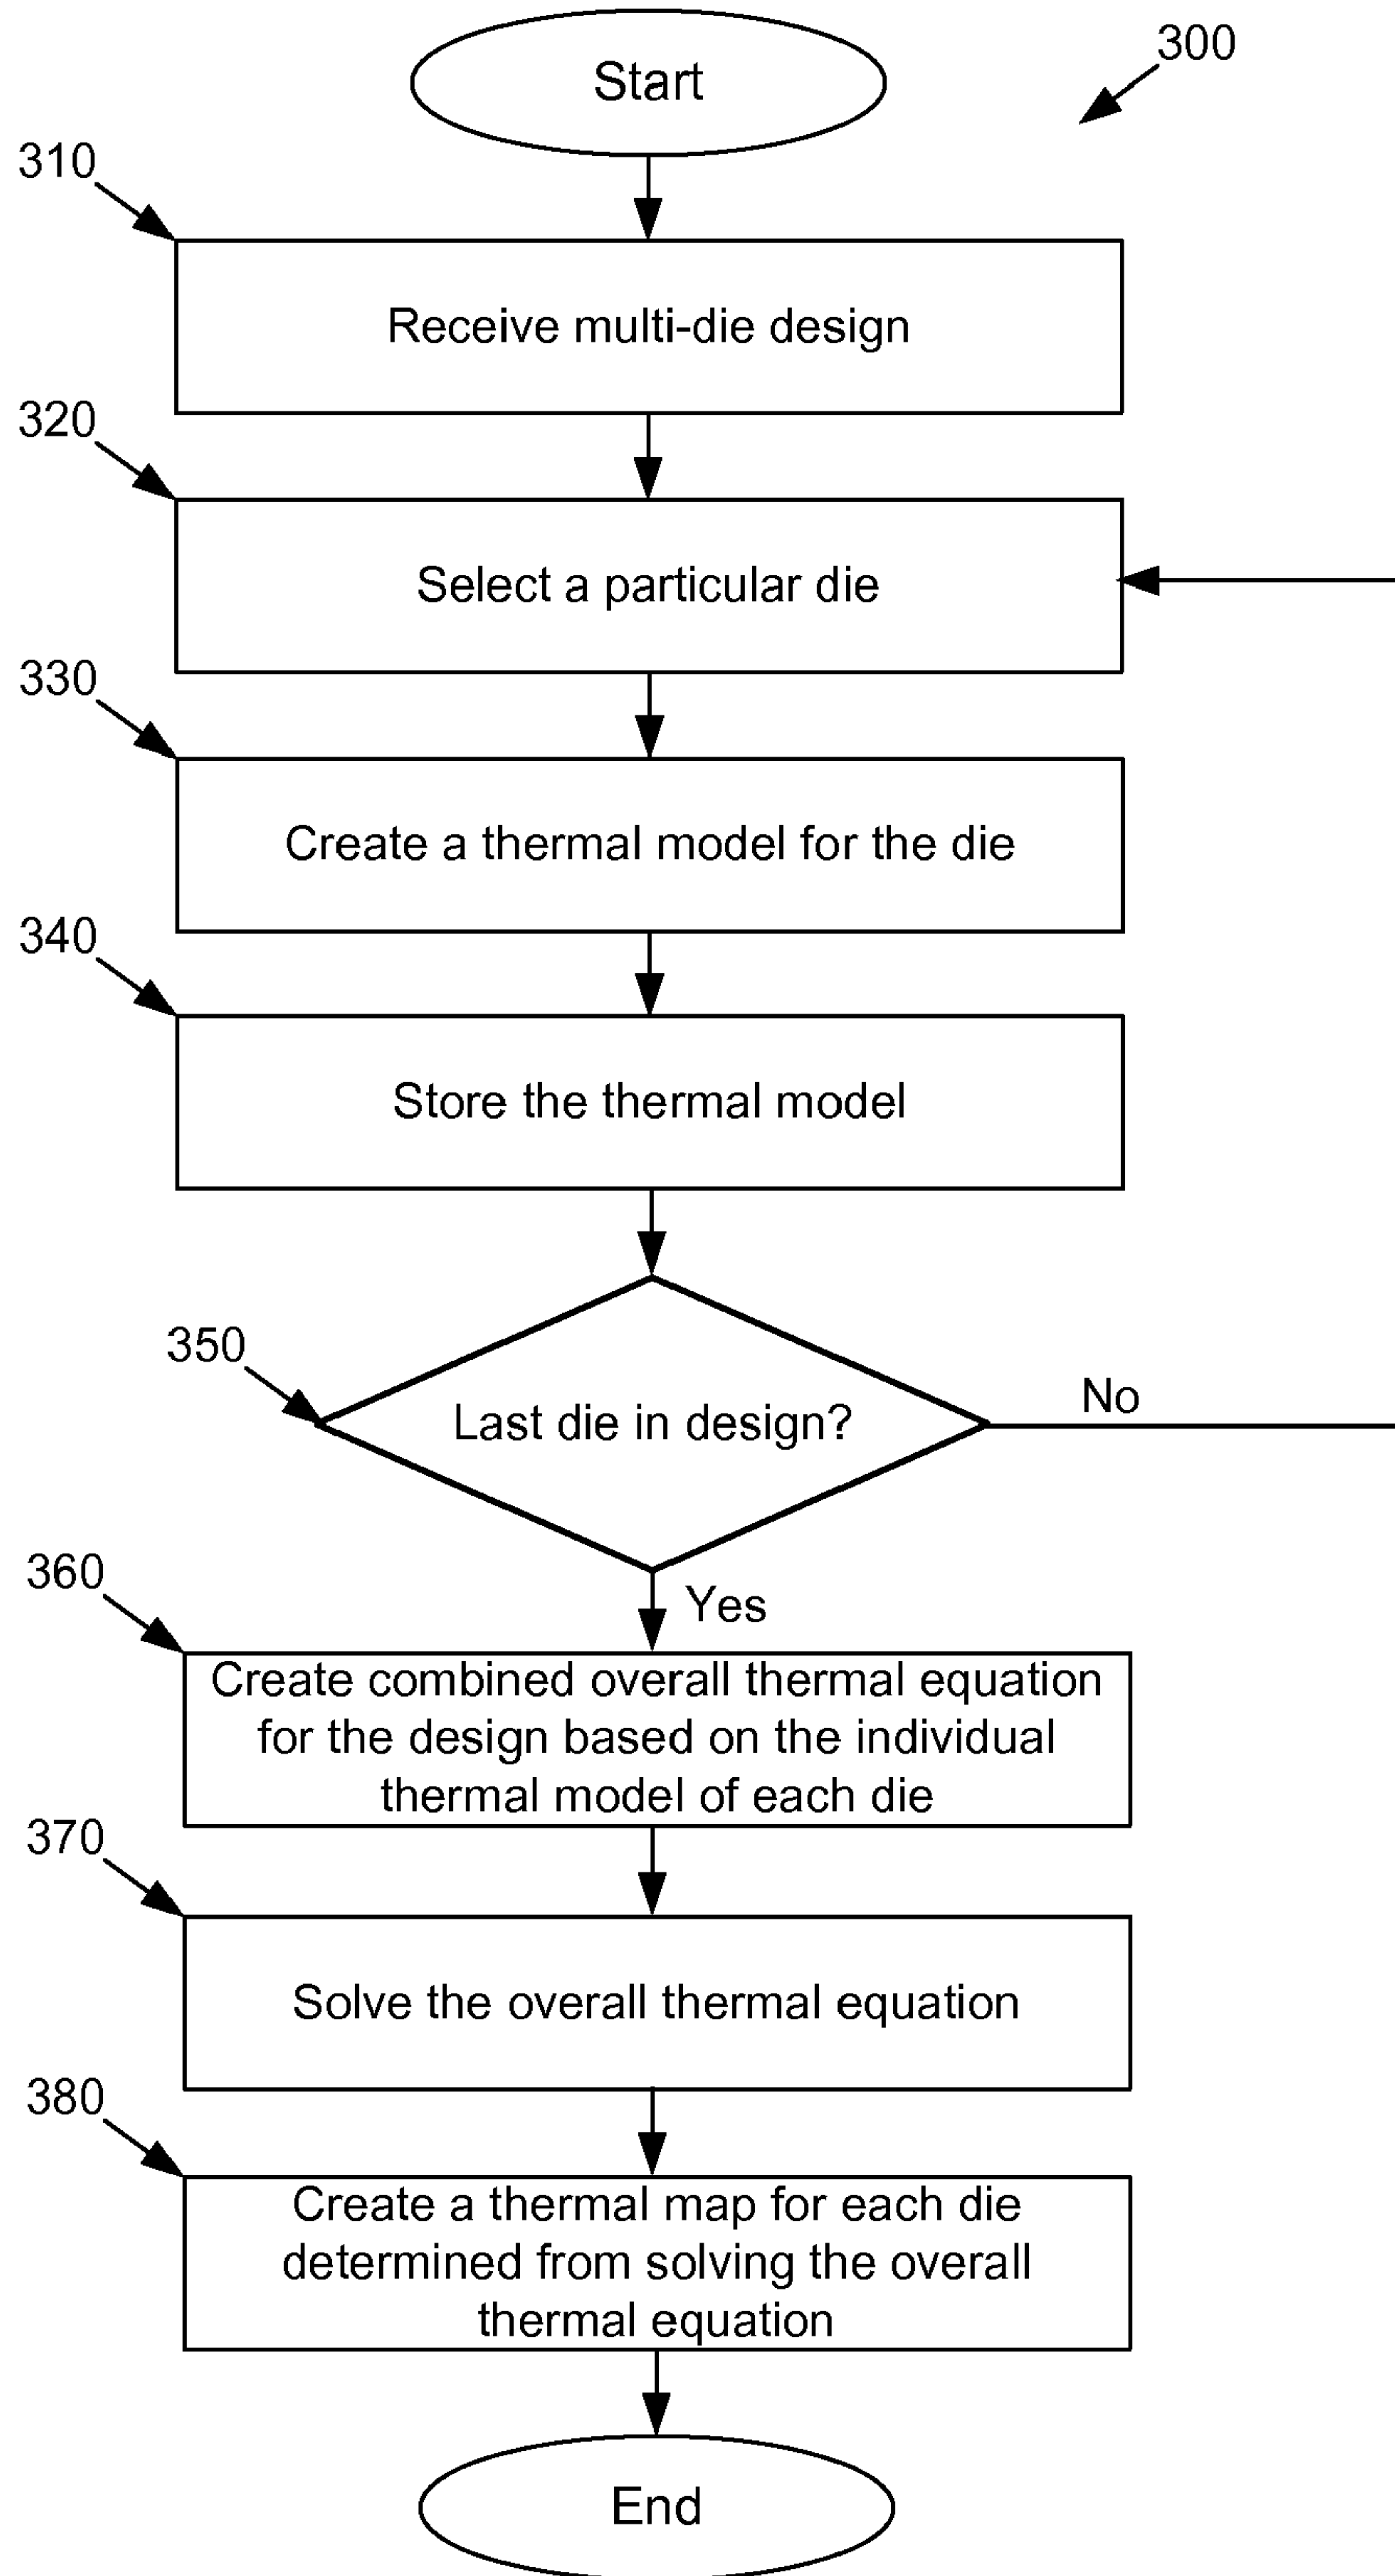 Start
300
310
Receive multi-die design
320
Select a particular die
330
Create a thermal model for the die
340
Store the thermal model
350
Last die in design?
No
Yes
360
Create combined overall thermal equation
for the design based on the individual
thermal model of each die
370
Solve the overall thermal equation
380
Create a thermal map for each die
determined from solving the overall
thermal equation
End